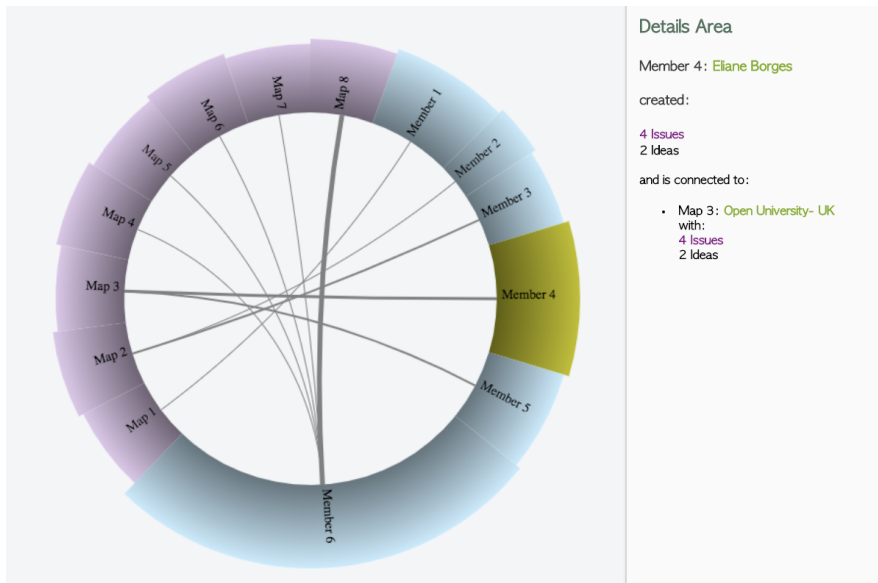 Details Area
Member 4: Eliane Borges
created:
4 Issues
2 Ideas
and is connected to:
• Map 3: Open University- UK
with:
4 Issues
2 Ideas
Map 8
Member 1
Member 2
Member 3
Member 4
Member 5
Member 6
Map 1
Map 2
Map 3
Map 4
Map 5
Map 6
Map 7